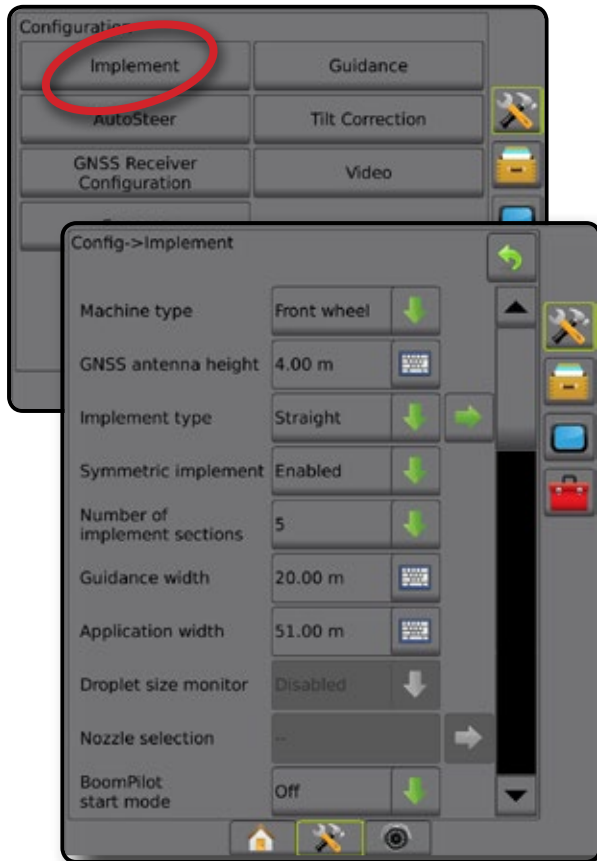 Configuration
Implement
Guidance
AutoSteer
Tilt Correction
GNSS Receiver
Configuration
Video
Config->Implement
Machine type
Front wheel
GNSS antenna height
4.00 m
Implement type
Straight
Symmetric implement
Enabled
Number of
implement sections
5
Guidance width
20.00 m
Application width
51.00 m
Droplet size monitor
Disabled
Nozzle selection
--
BoomPilot
start mode
Off